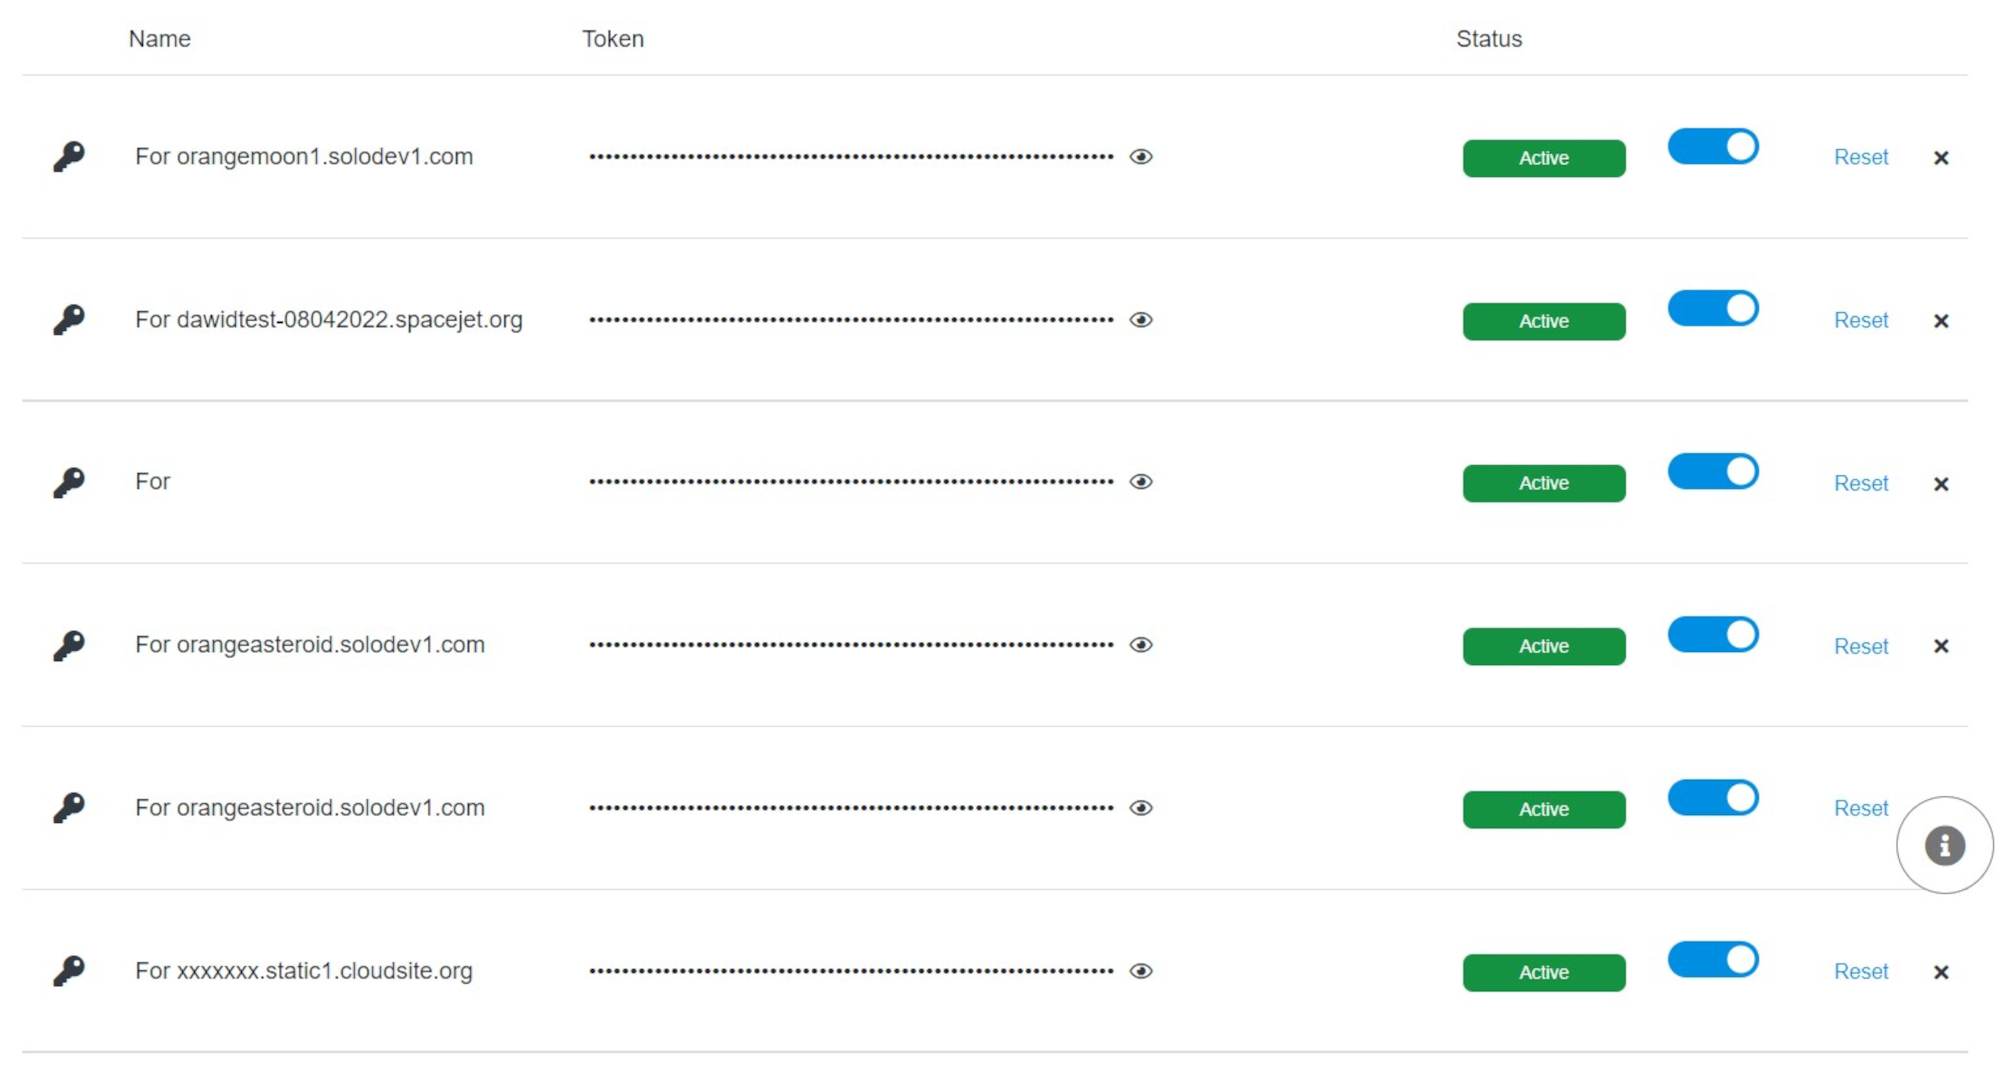 Name Token Status
For orangemoon1.solodev1.com •••••••••••••••••••••••••••••••••••••••••••••••••••••••••••••••• Active Reset ×
For dawidtest-08042022.spacejet.org •••••••••••••••••••••••••••••••••••••••••••••••••••••••••••••••• Active Reset ×
For •••••••••••••••••••••••••••••••••••••••••••••••••••••••••••••••• Active Reset ×
For orangeasteroid.solodev1.com •••••••••••••••••••••••••••••••••••••••••••••••••••••••••••••••• Active Reset ×
For orangeasteroid.solodev1.com •••••••••••••••••••••••••••••••••••••••••••••••••••••••••••••••• Active Reset
For xxxxxxx.static1.cloudsite.org •••••••••••••••••••••••••••••••••••••••••••••••••••••••••••••••• Active Reset ×